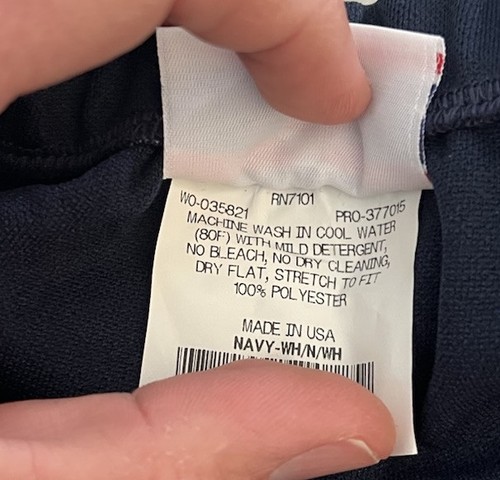 WO-035821 RN7101 PRO-377015
MACHINE WASH IN COOL WATER
(80F) WITH MILD DETERGENT,
NO BLEACH, NO DRY CLEANING,
DRY FLAT, STRETCH TO FIT
100% POLYESTER
MADE IN USA
NAVY-WH/N/WH